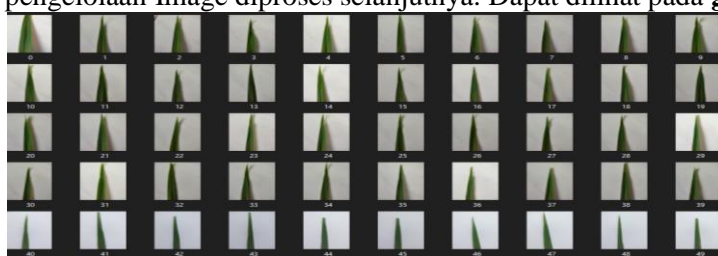 pengelolaan Image diproses selanjutnya. Dapat dilihat pada g
0 1 2 3 4 5 6 7 8 9
10 11 12 13 14 15 16 17 18 19
20 21 22 23 24 25 26 27 28 29
30 31 32 33 34 35 36 37 38 39
40 41 42 43 44 45 46 47 48 49